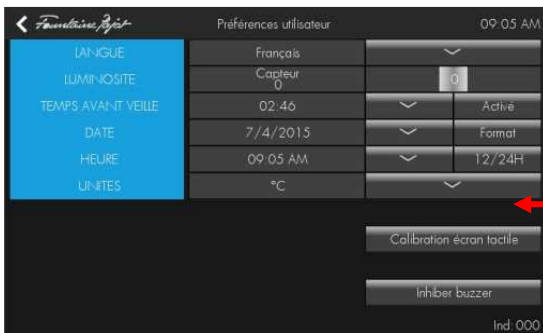 Fountaine Pajot Préférences utilisateur 09:05 AM
LANGUE Français
LUMINOSITE Capteur 0 0
TEMPS AVANT VEILLE 02:46 Activé
DATE 7/4/2015 Format
HEURE 09:05 AM 12/24H
UNITES °C
Calibration écran tactile
Inhiber buzzer
Ind: 000